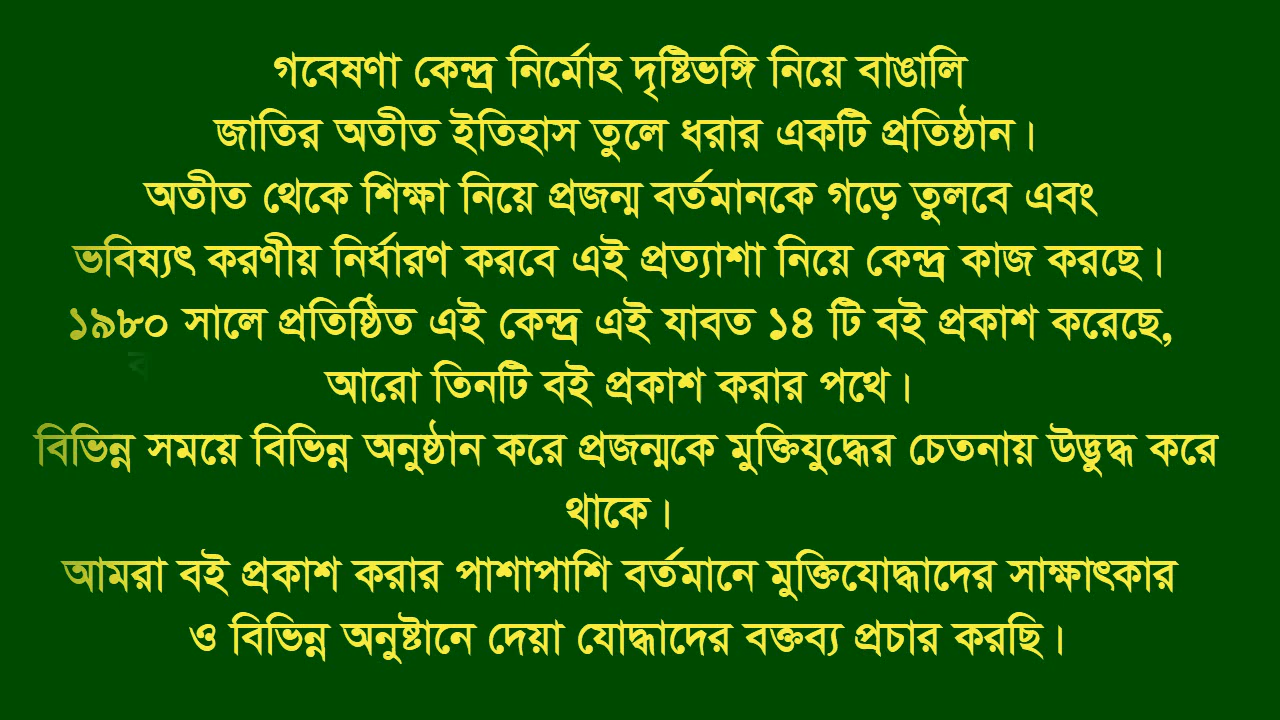 গবেষণা কেন্দ্র নির্মোহ দৃষ্টিভঙ্গি নিয়ে বাঙালি
জাতির অতীত ইতিহাস তুলে ধরার একটি প্রতিষ্ঠান।
অতীত থেকে শিক্ষা নিয়ে প্রজন্ম বর্তমানকে গড়ে তুলবে এবং
ভবিষ্যৎ করণীয় নির্ধারণ করবে এই প্রত্যাশা নিয়ে কেন্দ্র কাজ করছে।
১৯৮০ সালে প্রতিষ্ঠিত এই কেন্দ্র এই যাবত ১৪ টি বই প্রকাশ করেছে,
আরো তিনটি বই প্রকাশ করার পথে।
বিভিন্ন সময়ে বিভিন্ন অনুষ্ঠান করে প্রজন্মকে মুক্তিযুদ্ধের চেতনায় উদ্ভুদ্ধ করে
থাকে।
আমরা বই প্রকাশ করার পাশাপাশি বর্তমানে মুক্তিযোদ্ধাদের সাক্ষাৎকার
ও বিভিন্ন অনুষ্টানে দেয়া যোদ্ধাদের বক্তব্য প্রচার করছি।